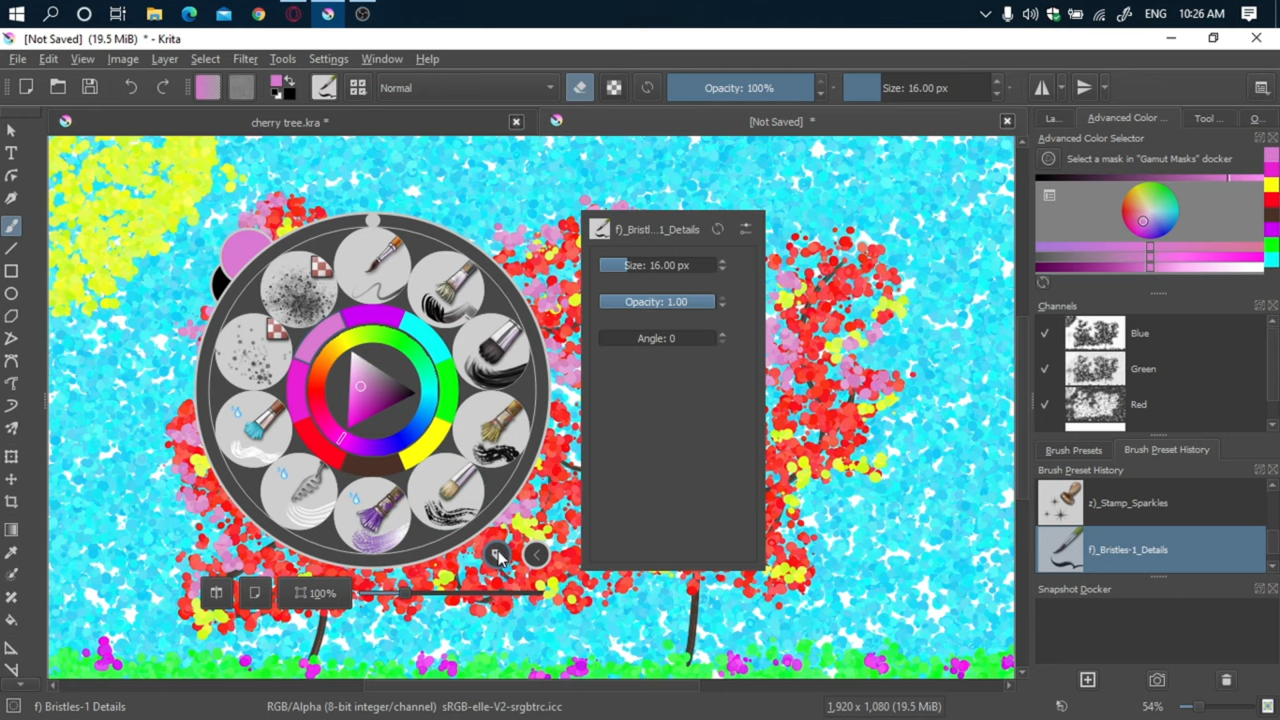 ENG
10:26 AM
[Not Saved] (19.5 MiB) * - Krita
File Edit View Image Layer Select Filter Settings Tools Window Help
Normal
Opacity: 100%
Size: 16.00 px
cherry tree.kra *
[Not Saved] *
La...
Advanced Color ...
Tool ...
O...
Advanced Color Selector
Select a mask in "Gamut Masks" docker
f) _Bristl...1_Details
Size: 16.00 px
Opacity: 1.00
Angle: 0
Channels
Blue
Green
Red
Brush Presets
Brush Preset History
Brush Preset History
z)_Stamp_Sparkles
f)_Bristles-1_Details
Snapshot Docker
100%
f) Bristles-1 Details
RGB/Alpha (8-bit integer/channel) sRGB-elle-V2-srgbtrc.icc
1,920 x 1,080 (19.5 MiB)
54%